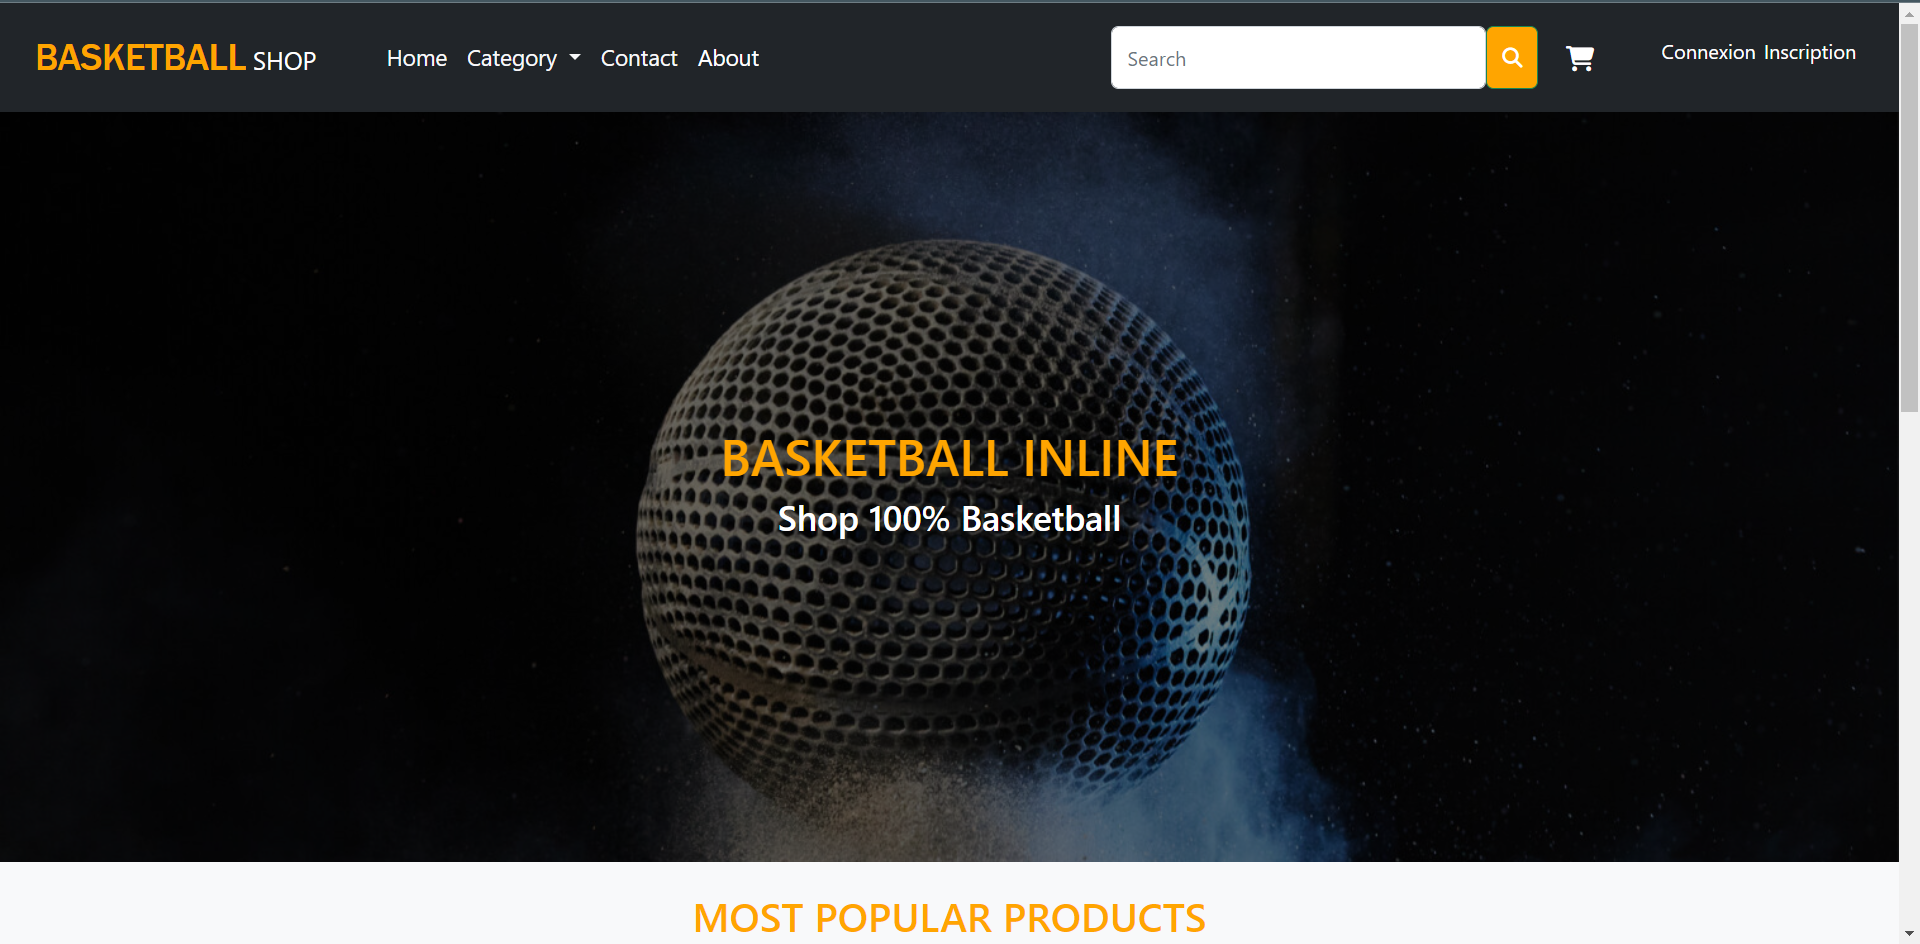 BASKETBALL SHOP Home Category Contact About Search Connexion Inscription
BASKETBALL INLINE
Shop 100% Basketball
MOST POPULAR PRODUCTS